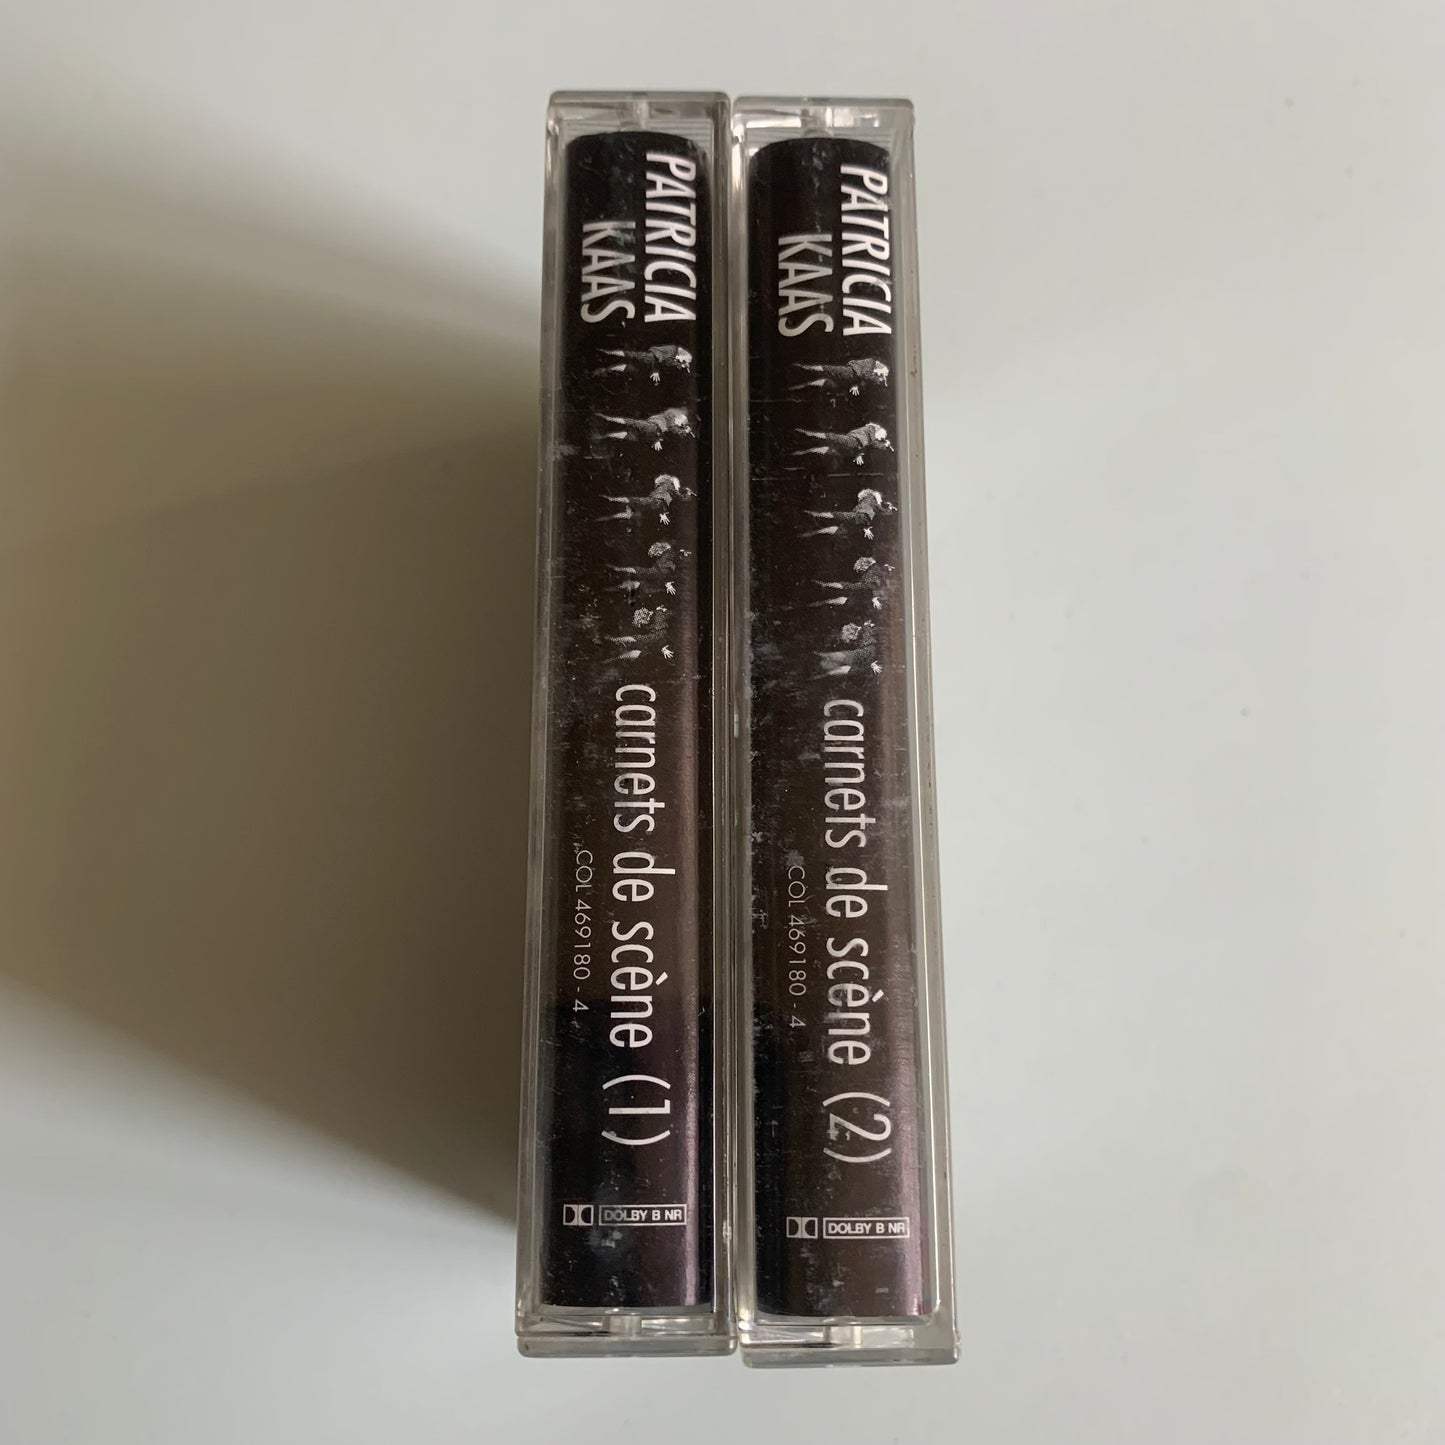 PATRICIA
KAAS
carnets de scène (1)
COL 469180 - 4
DOLBY B NR
PATRICIA
KAAS
carnets de scène (2)
COL 469180 - 4
DOLBY B NR